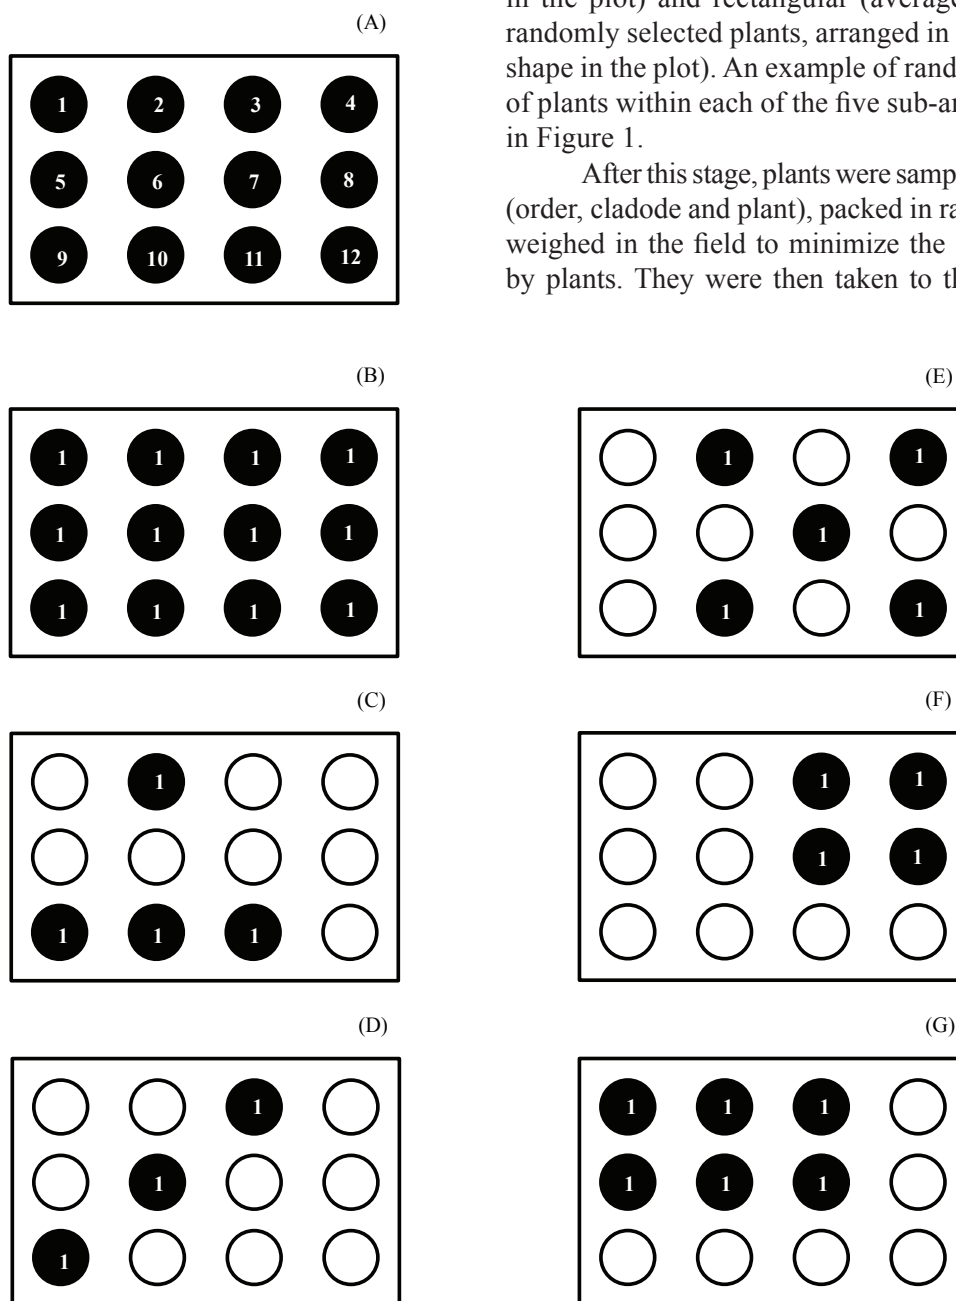 (A)
1 2 3 4
5 6 7 8
9 10 11 12
in the plot) and rectangular (average
randomly selected plants, arranged in
shape in the plot). An example of rand
of plants within each of the five sub-ar
in Figure 1.
After this stage, plants were samp
(order, cladode and plant), packed in ra
weighed in the field to minimize the
by plants. They were then taken to th
(B)
1 1 1 1
1 1 1 1
1 1 1 1
(E)
1 1
1
1 1
(C)
1
1 1 1
(F)
1 1
1 1
(D)
1
1
1
(G)
1 1 1
1 1 1